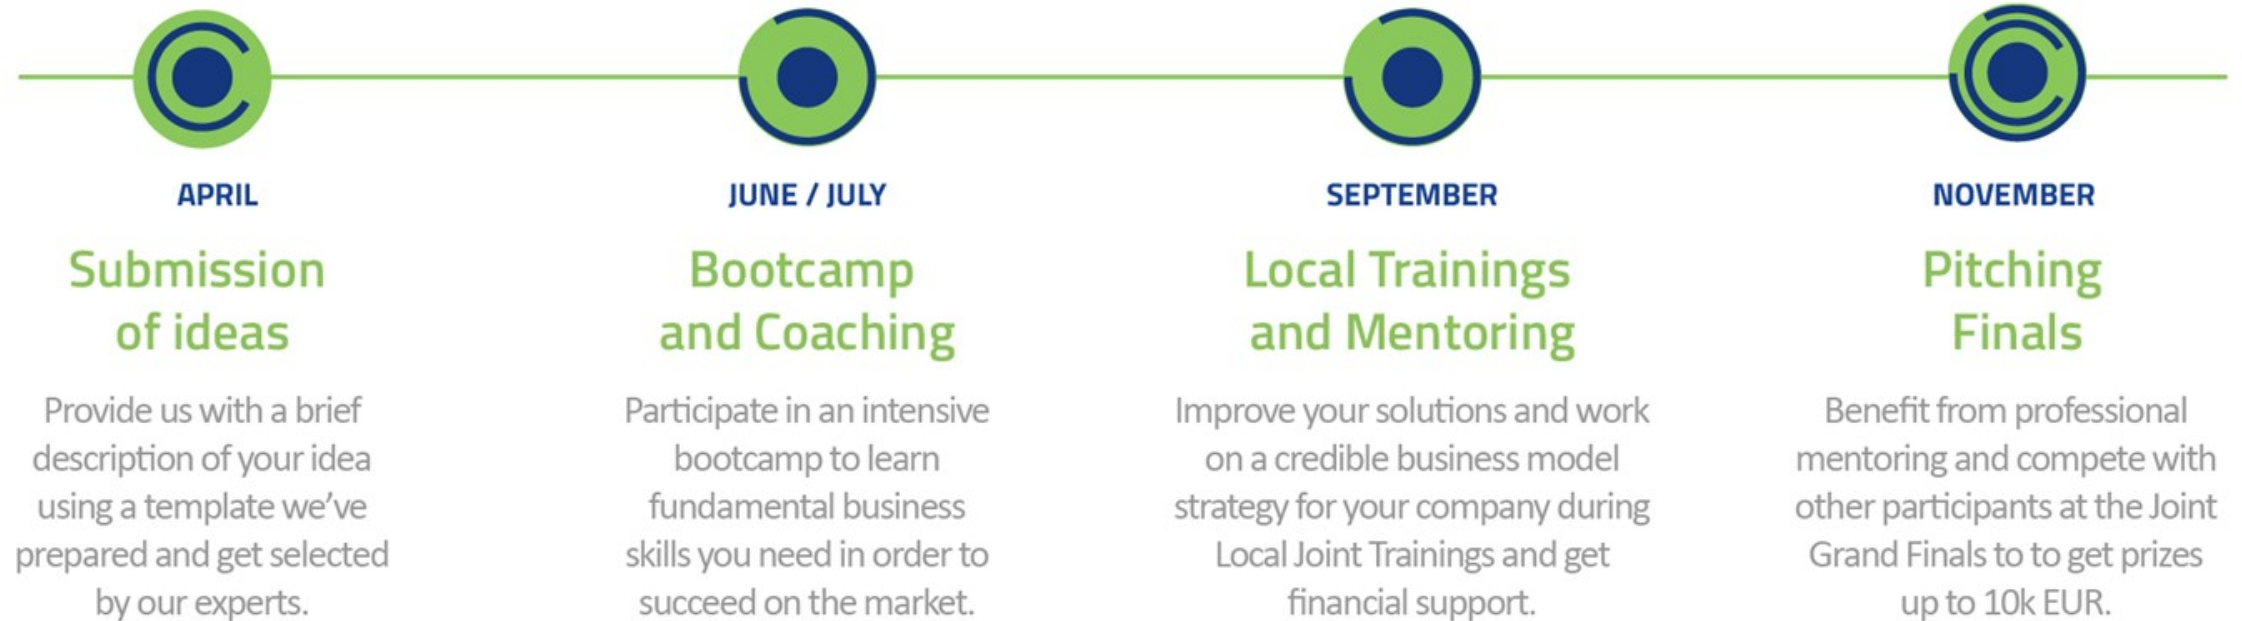 APRIL
Submission
of ideas
Provide us with a brief
description of your idea
using a template we've
prepared and get selected
by our experts.
JUNE / JULY
Bootcamp
and Coaching
Participate in an intensive
bootcamp to learn
fundamental business
skills you need in order to
succeed on the market.
SEPTEMBER
Local Trainings
and Mentoring
Improve your solutions and work
on a credible business model
strategy for your company during
Local Joint Trainings and get
financial support.
NOVEMBER
Pitching
Finals
Benefit from professional
mentoring and compete with
other participants at the Joint
Grand Finals to to get prizes
up to 10k EUR.